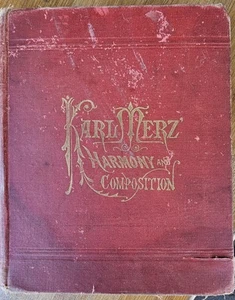 KARL MERZ'
HARMONY AND
COMPOSITION